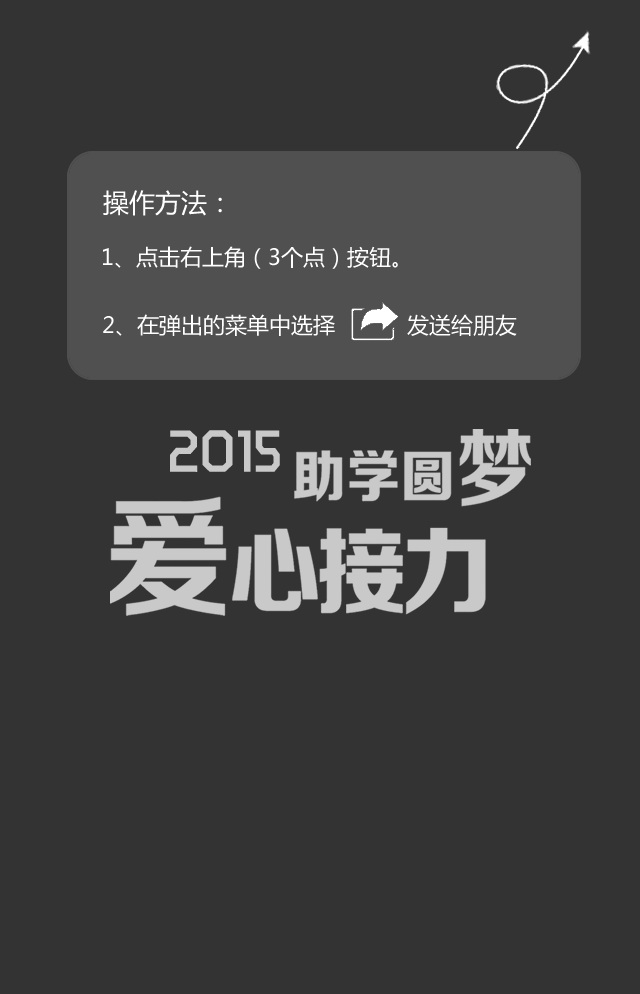 操作方法：
1、点击右上角（3个点）按钮。
2、在弹出的菜单中选择 发送给朋友
2015 助学圆梦
爱心接力